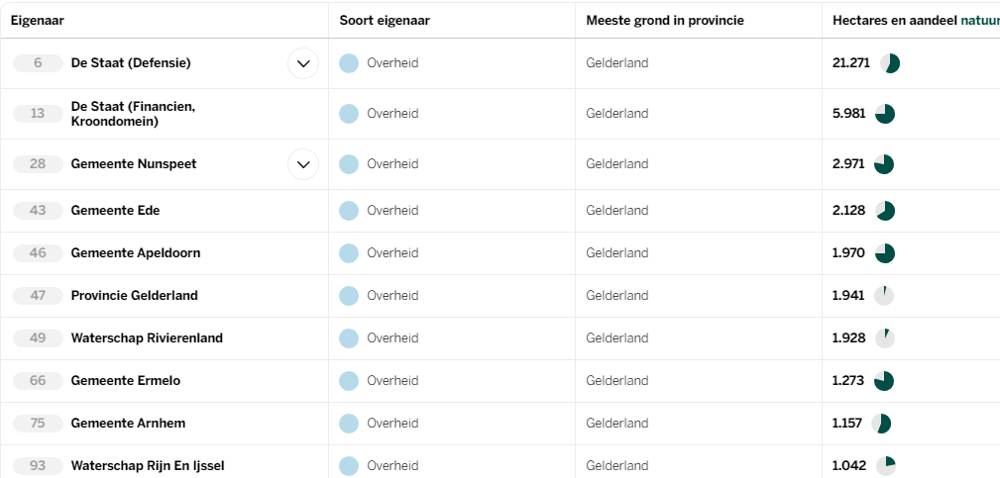 Eigenaar Soort eigenaar Meeste grond in provincie Hectares en aandeel natuur
6 De Staat (Defensie) Overheid Gelderland 21.271
13 De Staat (Financien, Kroondomein) Overheid Gelderland 5.981
28 Gemeente Nunspeet Overheid Gelderland 2.971
43 Gemeente Ede Overheid Gelderland 2.128
46 Gemeente Apeldoorn Overheid Gelderland 1.970
47 Provincie Gelderland Overheid Gelderland 1.941
49 Waterschap Rivierenland Overheid Gelderland 1.928
66 Gemeente Ermelo Overheid Gelderland 1.273
75 Gemeente Arnhem Overheid Gelderland 1.157
93 Waterschap Rijn En Ijssel Overheid Gelderland 1.042